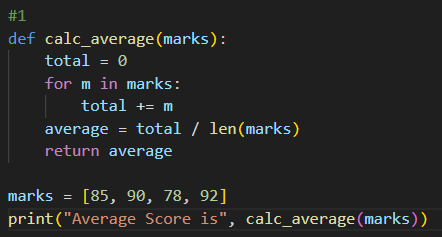 #1
def calc_average(marks):
    total = 0
    for m in marks:
        total += m
    average = total / len(marks)
    return average

marks = [85, 90, 78, 92]
print("Average Score is", calc_average(marks))